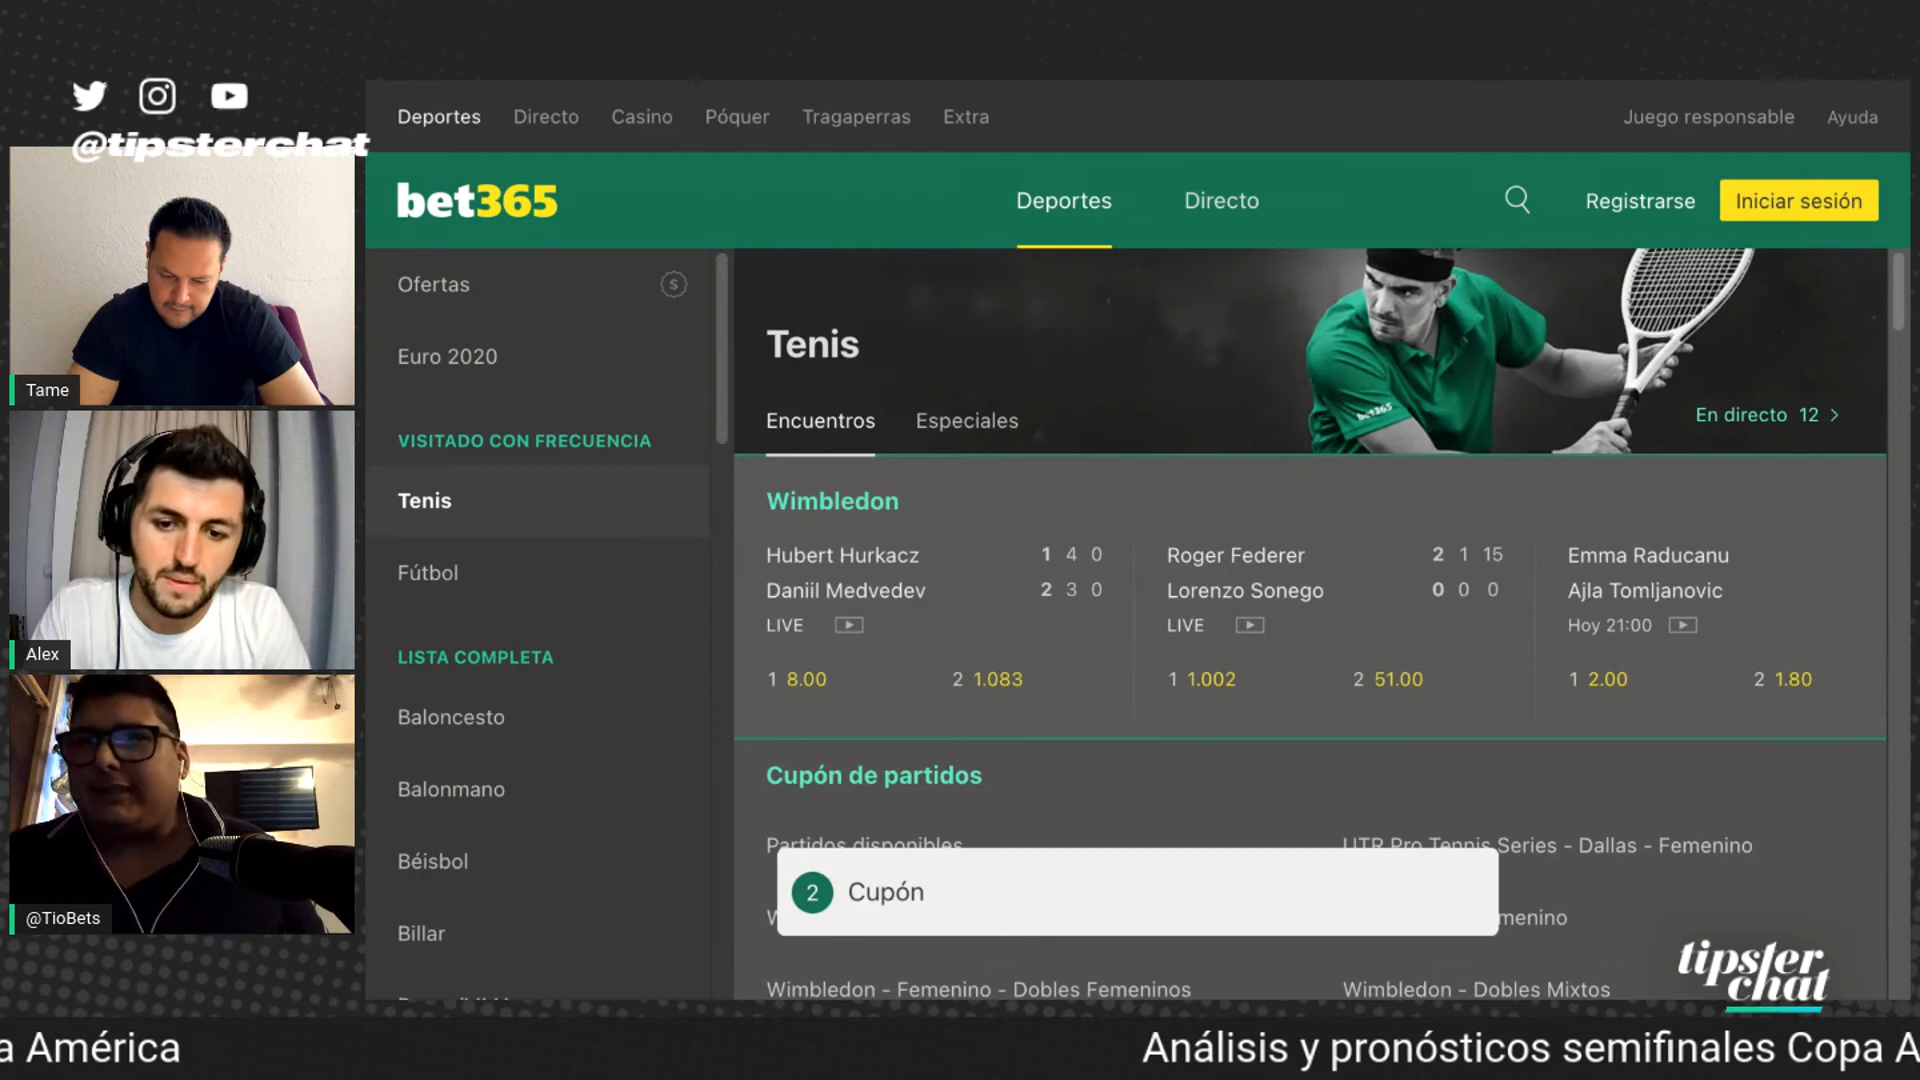 @tipsterchat
Tame
Alex
@TioBets
Deportes Directo Casino Póquer Tragaperras Extra
Juego responsable Ayuda
bet365
Deportes Directo
Registrarse Iniciar sesión
Ofertas
Euro 2020
VISITADO CON FRECUENCIA
Tenis
Fútbol
LISTA COMPLETA
Baloncesto
Balonmano
Béisbol
Billar
Tenis
Encuentros Especiales
bet365
En directo 12 >
Wimbledon
Hubert Hurkacz 1 4 0
Daniil Medvedev 2 3 0
LIVE
1 8.00 2 1.083
Roger Federer 2 1 15
Lorenzo Sonego 0 0 0
LIVE
1 1.002 2 51.00
Emma Raducanu
Ajla Tomljanovic
Hoy 21:00
1 2.00 2 1.80
Cupón de partidos
Partidos disponibles
UTR Pro Tennis Series - Dallas - Femenino
2 Cupón
menino
Wimbledon - Femenino - Dobles Femeninos
Wimbledon - Dobles Mixtos
tipster chat
a América
Análisis y pronósticos semifinales Copa A